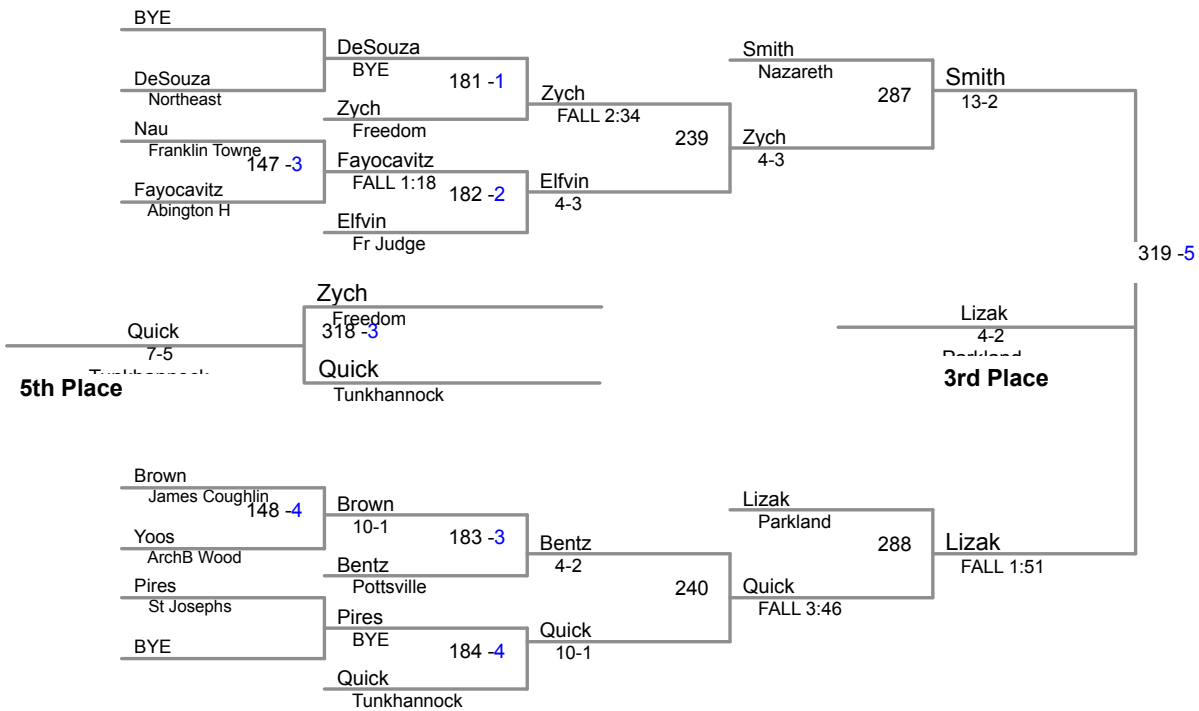 BYE
DeSouza
Northeast
Nau
Franklin Towne
147 -3
Fayocavitz
Abington H
DeSouza
BYE
181 -1
Zych
Freedom
Fayocavitz
FALL 1:18
182 -2
Elfvin
Fr Judge
Zych
FALL 2:34
239
Elfvin
4-3
Smith
Nazareth
287
Zych
4-3
Smith
13-2
319 -5
Zych
Freedom
318 -3
Quick
Tunkhannock
Quick
7-5
Tunkhannock
5th Place
Lizak
4-2
Parkland
3rd Place
Brown
James Coughlin
148 -4
Yoos
ArchB Wood
Pires
St Josephs
BYE
Brown
10-1
183 -3
Bentz
Pottsville
Pires
BYE
184 -4
Quick
Tunkhannock
Bentz
4-2
240
Quick
10-1
Lizak
Parkland
288
Quick
FALL 3:46
Lizak
FALL 1:51